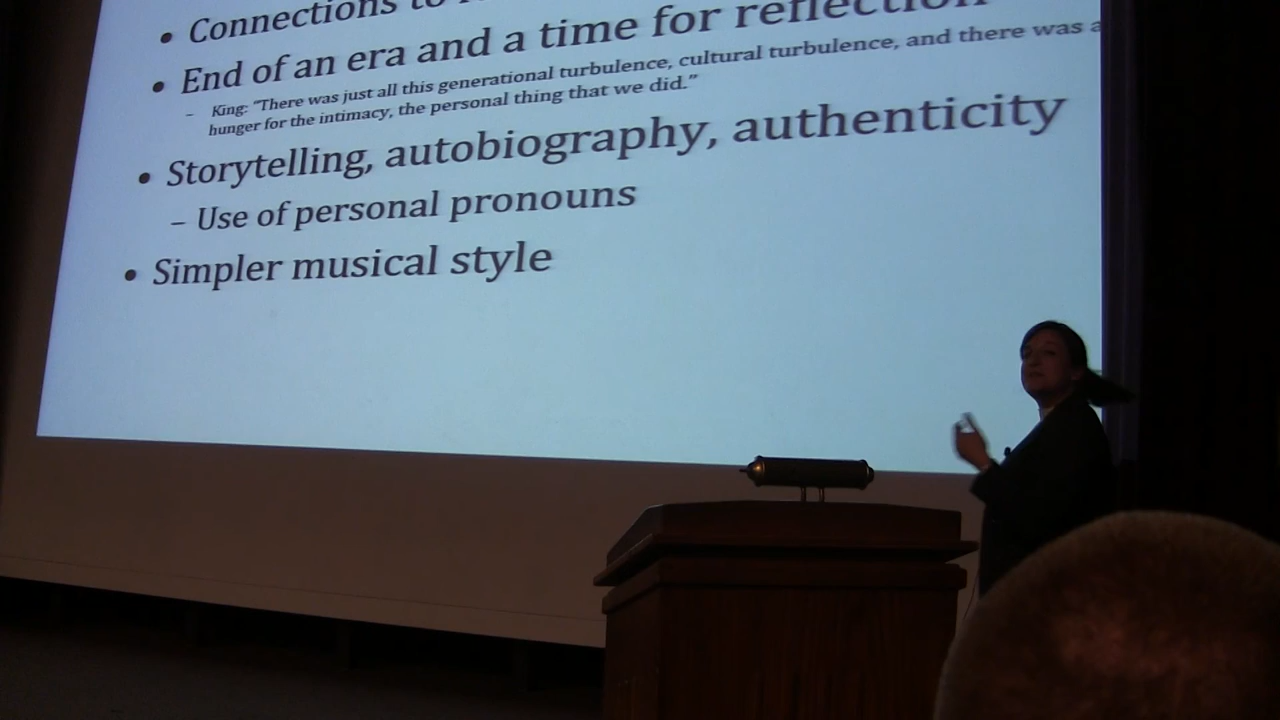 • Connections to
• End of an era and a time for reflection
– King: “There was just all this generational turbulence, cultural turbulence, and there was a
hunger for the intimacy, the personal thing that we did.”
• Storytelling, autobiography, authenticity
– Use of personal pronouns
• Simpler musical style